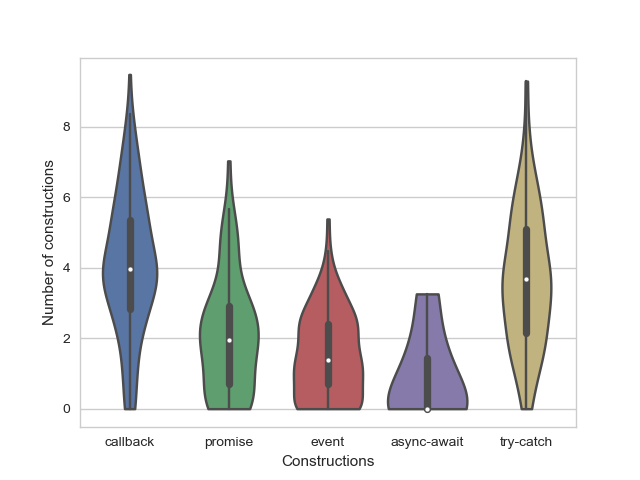 Number of constructions
8
6
4
2
0
callback promise event async-await try-catch
Constructions